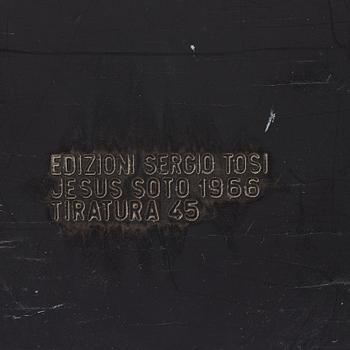 EDIZIONI SERGIO TOSI
JESUS SOTO 1966
TIRATURA 45